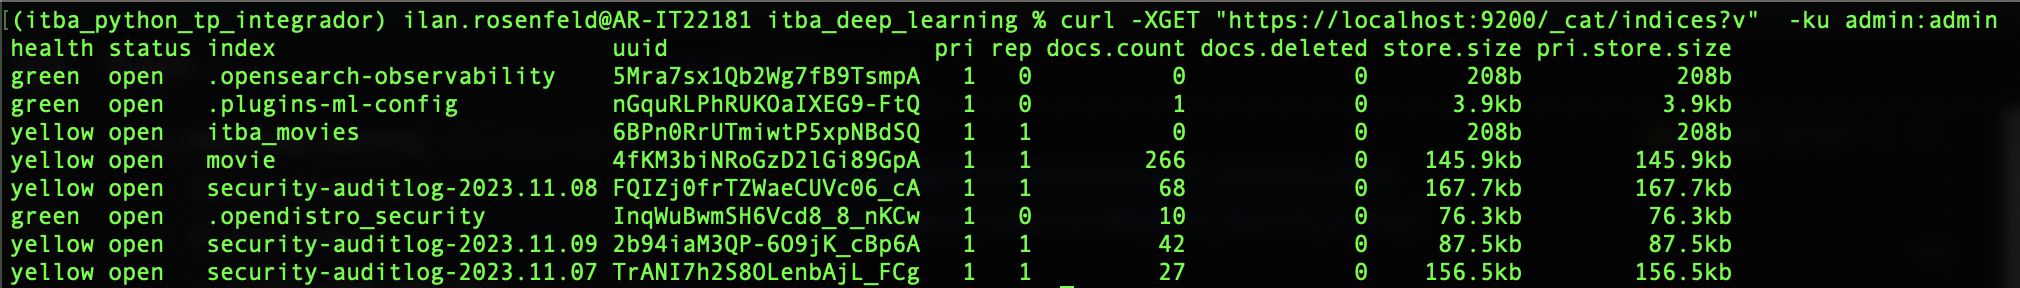 [(itba_python_tp_integrador) ilan.rosenfeld@AR-IT22181 itba_deep_learning % curl -XGET "https://localhost:9200/_cat/indices?v"  -ku admin:admin
health status index                        uuid                   pri rep docs.count docs.deleted store.size pri.store.size
green  open   .opensearch-observability    5Mra7sx1Qb2Wg7fB9TsmpA   1   0          0            0       208b           208b
green  open   .plugins-ml-config           nGquRLPhRUKOaIXEG9-FtQ   1   0          1            0      3.9kb          3.9kb
yellow open   itba_movies                  6BPn0RrUTmiwtP5xpNBdSQ   1   1          0            0       208b           208b
yellow open   movie                        4fKM3biNRoGzD2lGi89GpA   1   1        266            0    145.9kb        145.9kb
yellow open   security-auditlog-2023.11.08 FQIZj0frTZWaeCUVc06_cA   1   1         68            0    167.7kb        167.7kb
green  open   .opendistro_security         InqWuBwmSH6Vcd8_8_nKCw   1   0         10            0     76.3kb         76.3kb
yellow open   security-auditlog-2023.11.09 2b94iaM3QP-6O9jK_cBp6A   1   1         42            0     87.5kb         87.5kb
yellow open   security-auditlog-2023.11.07 TrANI7h2S8OLenbAjL_FCg   1   1         27            0    156.5kb        156.5kb